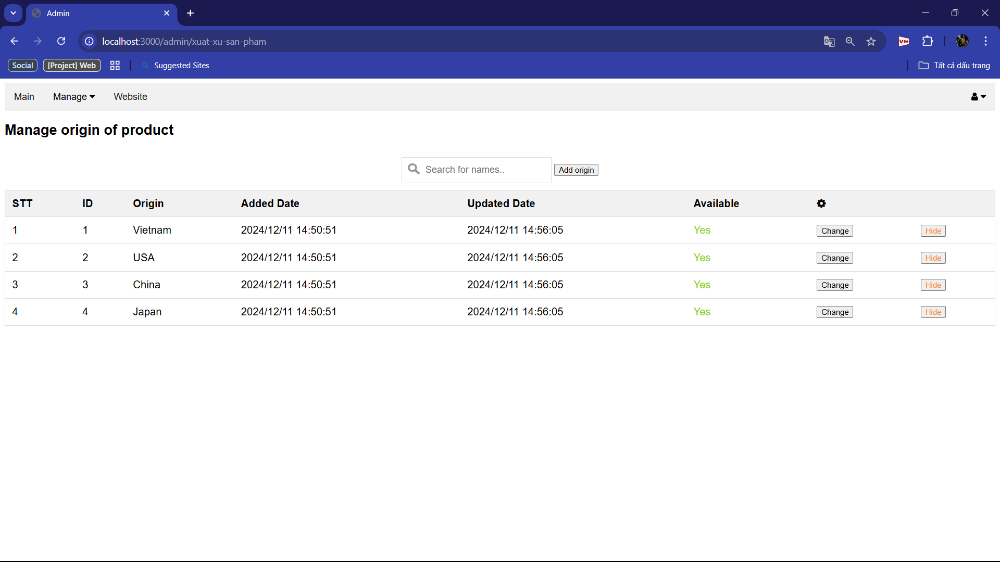 Admin
localhost:3000/admin/xuat-xu-san-pham
VM
Social [Project] Web Suggested Sites Tất cả dấu trang
Main Manage Website
Manage origin of product
Search for names.. Add origin
STT ID Origin Added Date Updated Date Available
1 1 Vietnam 2024/12/11 14:50:51 2024/12/11 14:56:05 Yes Change Hide
2 2 USA 2024/12/11 14:50:51 2024/12/11 14:56:05 Yes Change Hide
3 3 China 2024/12/11 14:50:51 2024/12/11 14:56:05 Yes Change Hide
4 4 Japan 2024/12/11 14:50:51 2024/12/11 14:56:05 Yes Change Hide